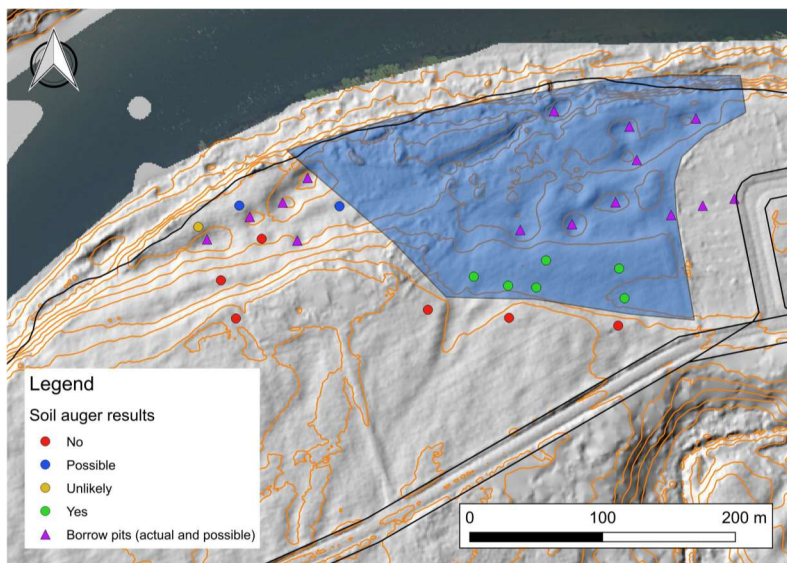 Legend
Soil auger results
No
Possible
Unlikely
Yes
Borrow pits (actual and possible)
0 100 200 m